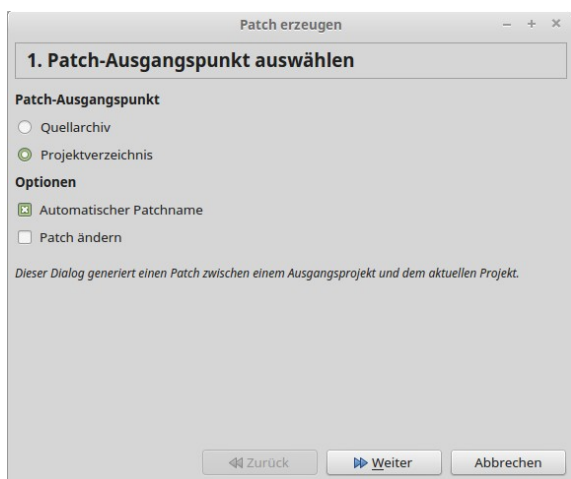 Patch erzeugen
1. Patch-Ausgangspunkt auswählen
Patch-Ausgangspunkt
Quellarchiv
Projektverzeichnis
Optionen
Automatischer Patchname
Patch ändern
Dieser Dialog generiert einen Patch zwischen einem Ausgangsprojekt und dem aktuellen Projekt.
Zurück Weiter Abbrechen